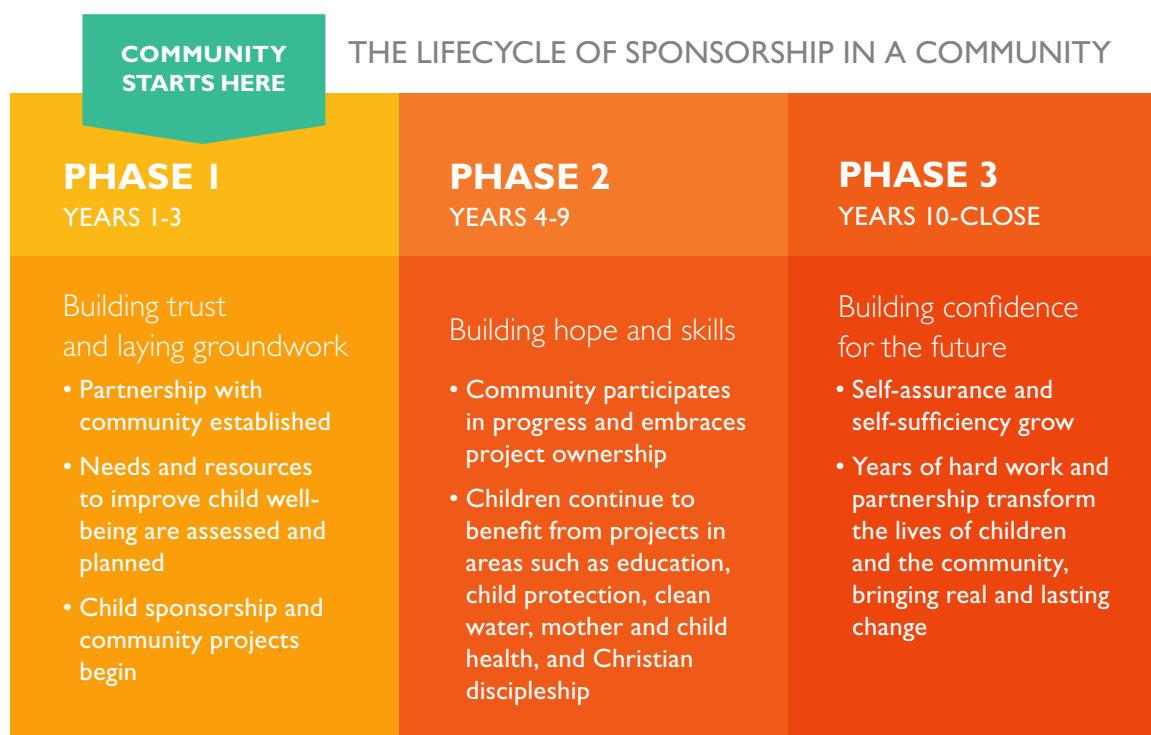 COMMUNITY
STARTS HERE
THE LIFECYCLE OF SPONSORSHIP IN A COMMUNITY
PHASE 1
YEARS 1-3
Building trust
and laying groundwork
• Partnership with
community established
• Needs and resources
to improve child well-
being are assessed and
planned
• Child sponsorship and
community projects
begin
PHASE 2
YEARS 4-9
Building hope and skills
• Community participates
in progress and embraces
project ownership
• Children continue to
benefit from projects in
areas such as education,
child protection, clean
water, mother and child
health, and Christian
discipleship
PHASE 3
YEARS 10-CLOSE
Building confidence
for the future
• Self-assurance and
self-sufficiency grow
• Years of hard work and
partnership transform
the lives of children
and the community,
bringing real and lasting
change